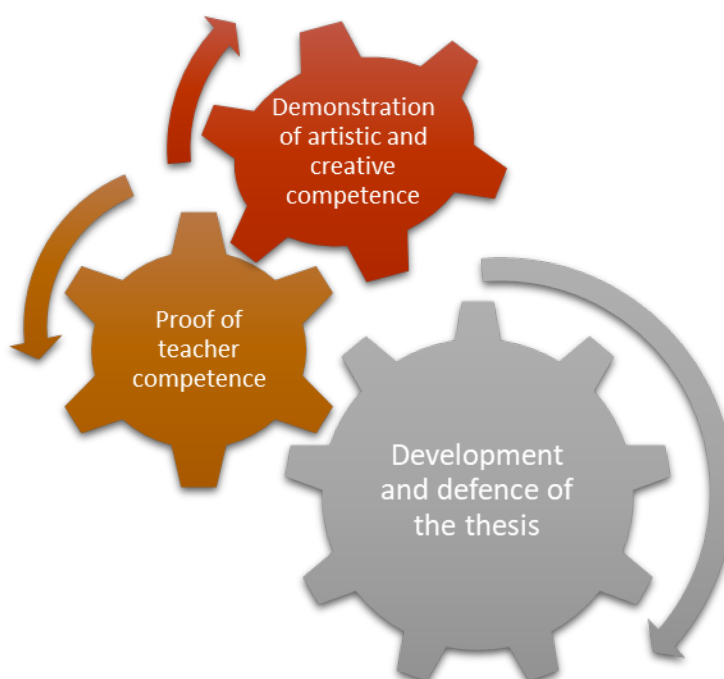 Demonstration
of artistic and
creative
competence
Proof of
teacher
competence
Development
and defence of
the thesis